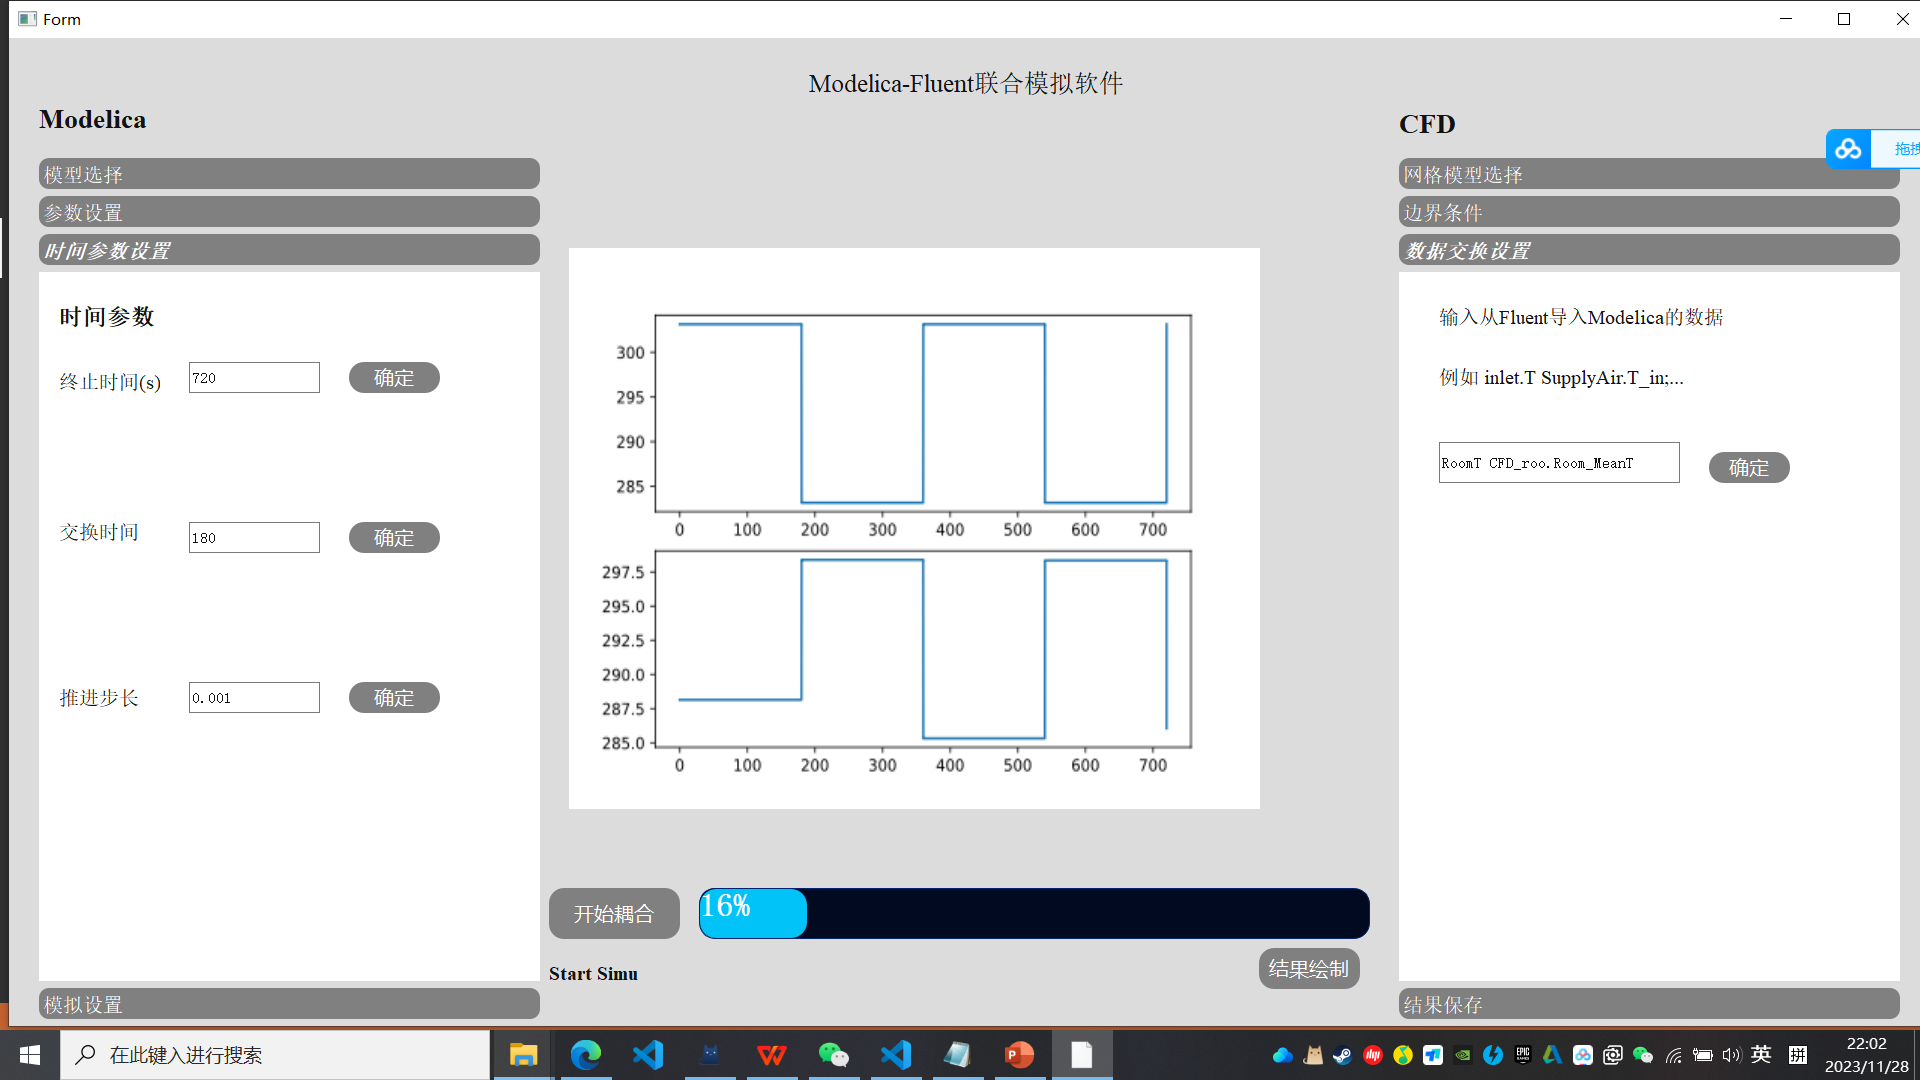 Form
Modelica-Fluent联合模拟软件
Modelica
模型选择
参数设置
时间参数设置
时间参数
终止时间(s)
720
确定
交换时间
180
确定
推进步长
0.001
确定
模拟设置
300
295
290
285
0 100 200 300 400 500 600 700
297.5
295.0
292.5
290.0
287.5
285.0
0 100 200 300 400 500 600 700
开始耦合
16%
Start Simu
结果绘制
CFD
拖拽
网格模型选择
边界条件
数据交换设置
输入从Fluent导入Modelica的数据
例如 inlet.T SupplyAir.T_in;...
RoomT CFD_roo.Room_MeanT
确定
结果保存
在此键入进行搜索
英
拼
22:02
2023/11/28